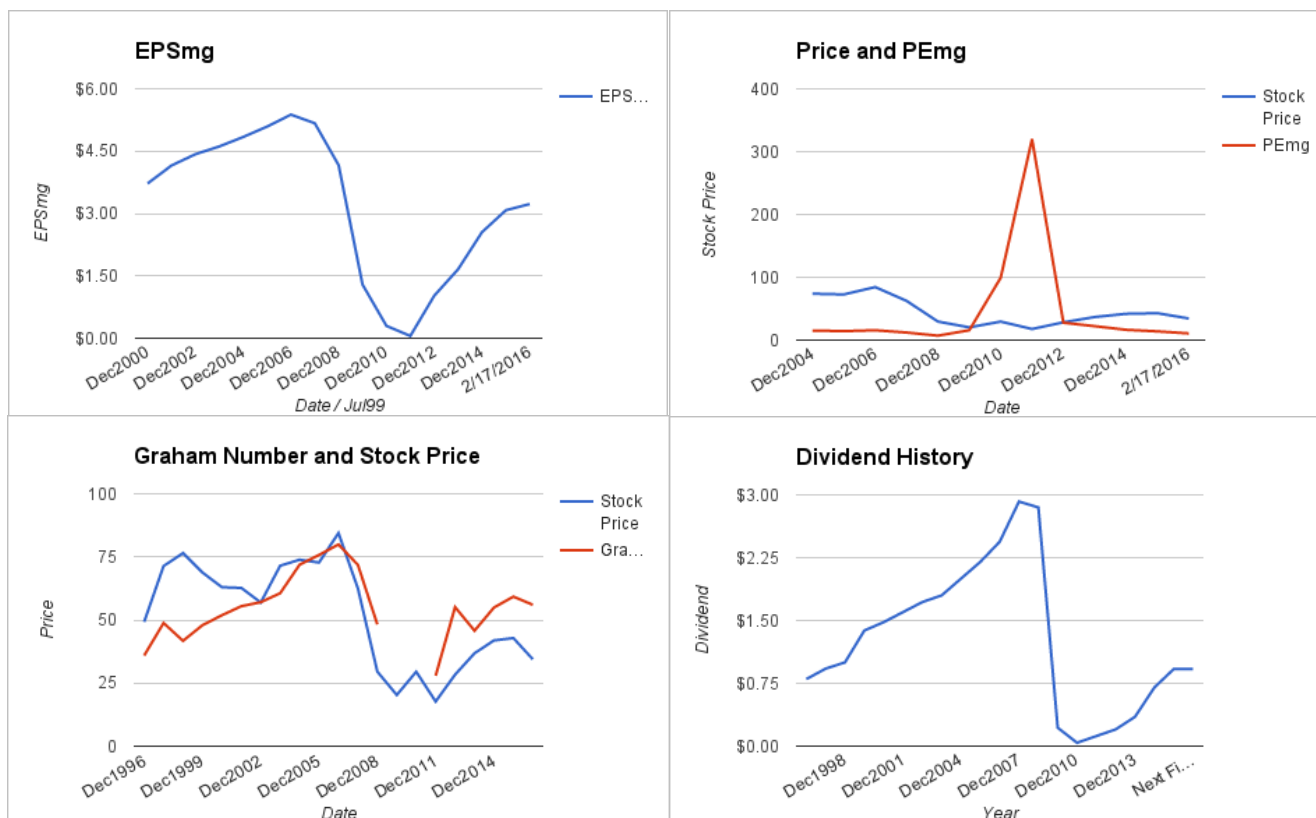 EPSmg
$6.00
$4.50
$3.00
$1.50
$0.00
EPSmg
EPS…
Dec2000
Dec2002
Dec2004
Dec2006
Dec2008
Dec2010
Dec2012
Dec2014
2/17/2016
Date / Jul99
Price and PEmg
400
300
200
100
0
Stock Price
Stock
Price
PEmg
Dec2004
Dec2006
Dec2008
Dec2010
Dec2012
Dec2014
2/17/2016
Date
Graham Number and Stock Price
100
75
50
25
0
Price
Stock
Price
Gra…
Dec1996
Dec1999
Dec2002
Dec2005
Dec2008
Dec2011
Dec2014
Date
Dividend History
$3.00
$2.25
$1.50
$0.75
$0.00
Dividend
Dec1998
Dec2001
Dec2004
Dec2007
Dec2010
Dec2013
Next Fi…
Year